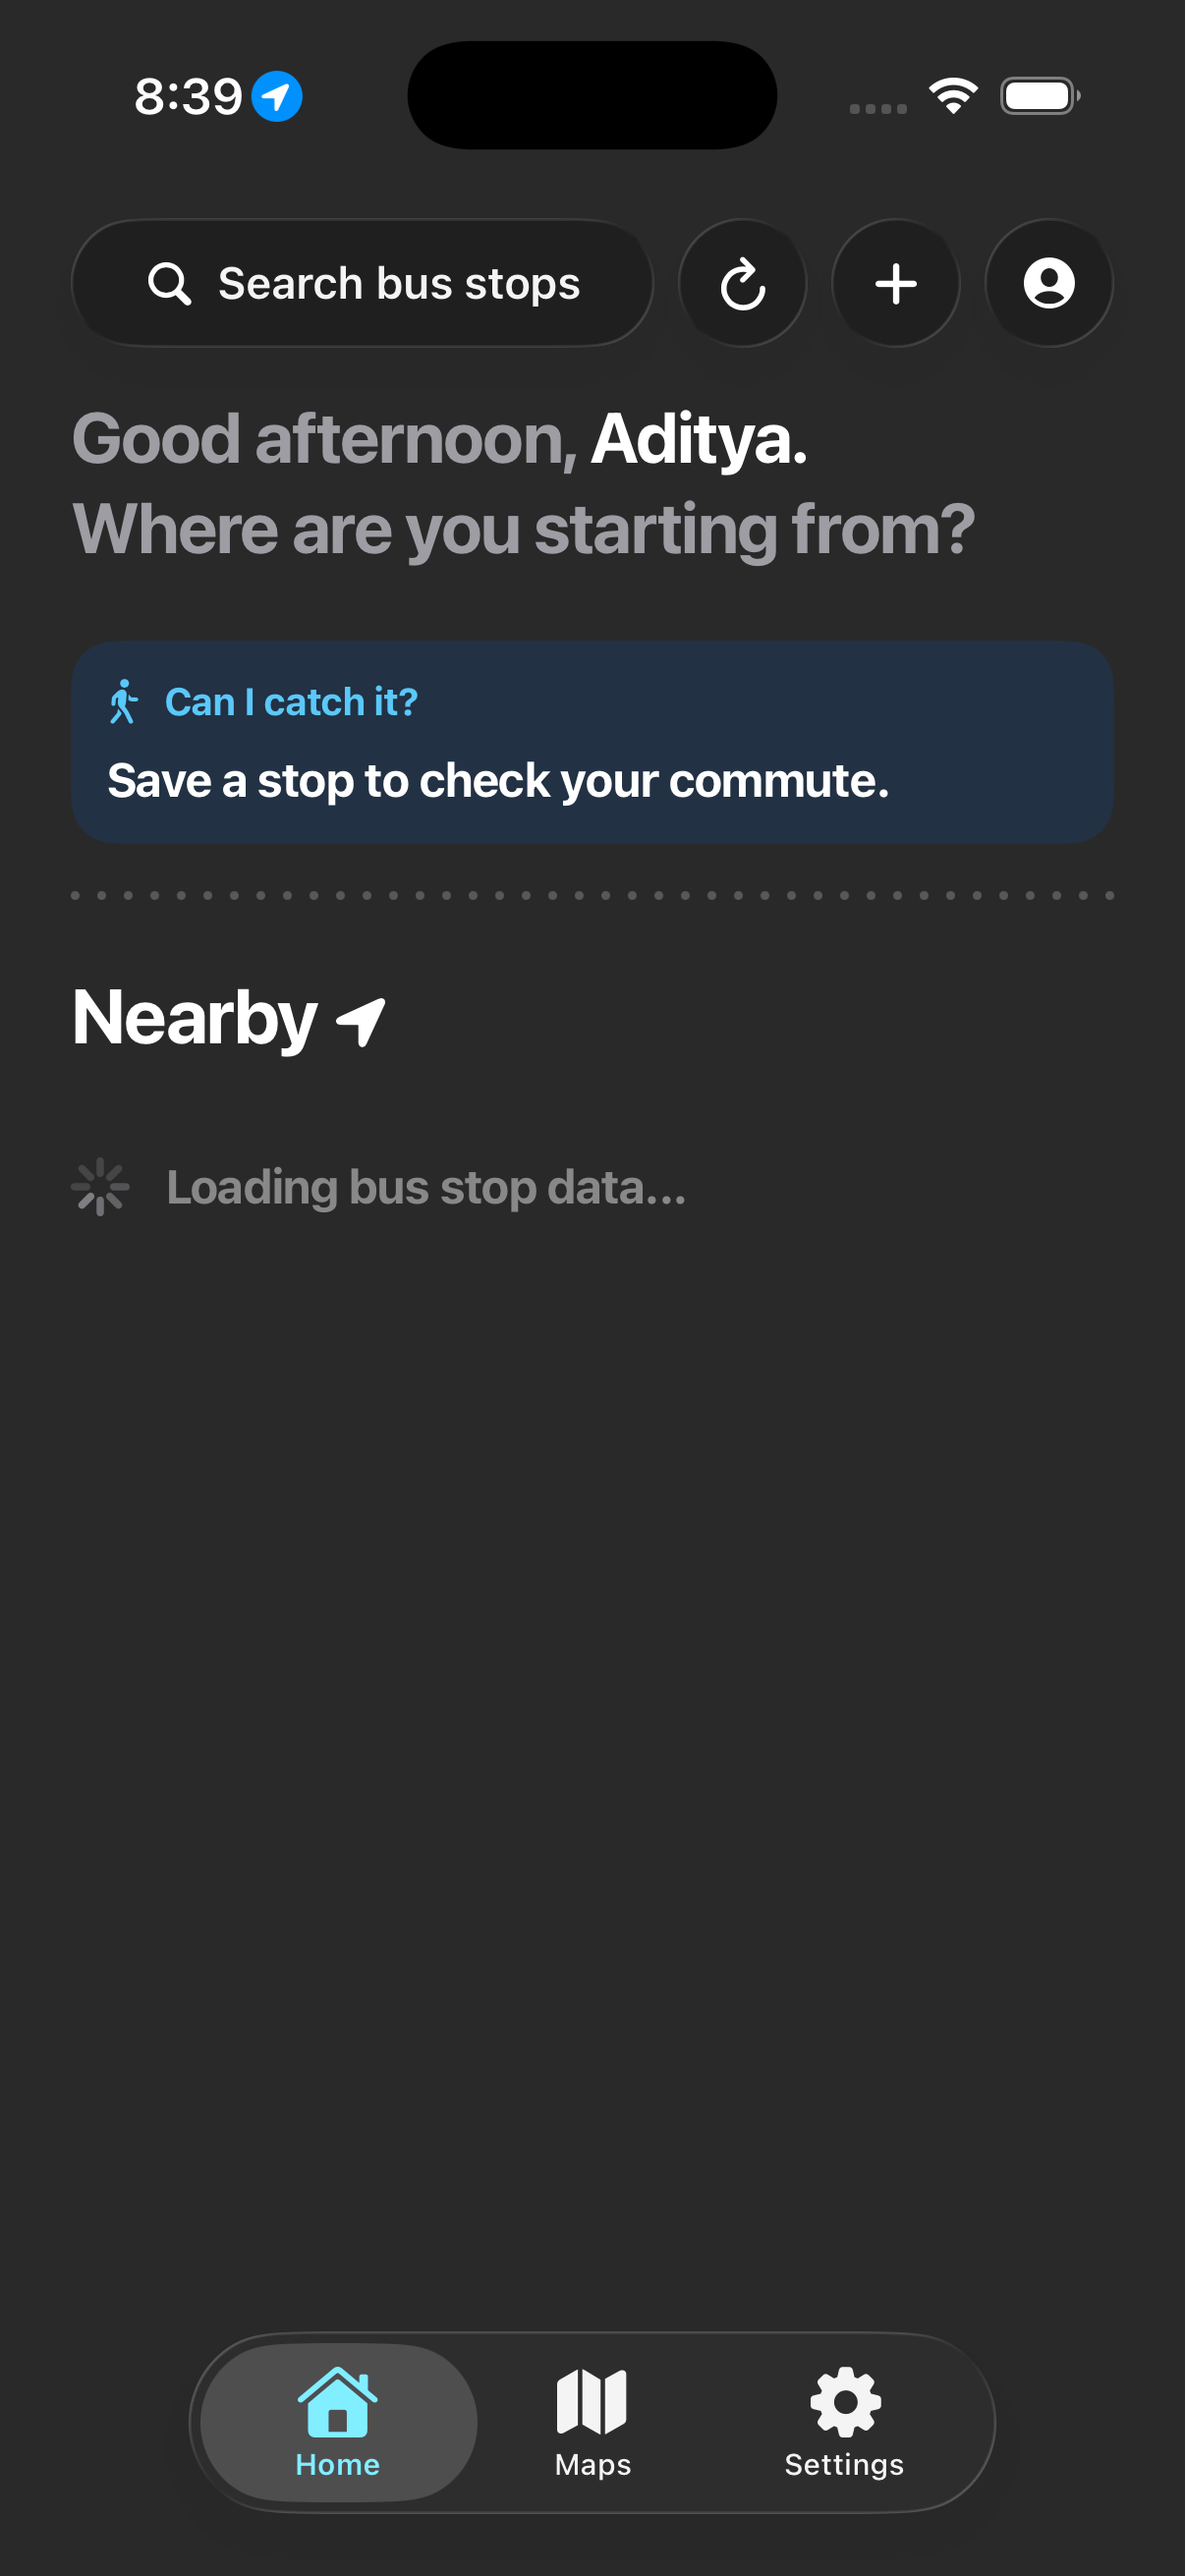 8:39
Search bus stops
Good afternoon, Aditya.
Where are you starting from?
Can I catch it?
Save a stop to check your commute.
Nearby
Loading bus stop data...
Home
Maps
Settings